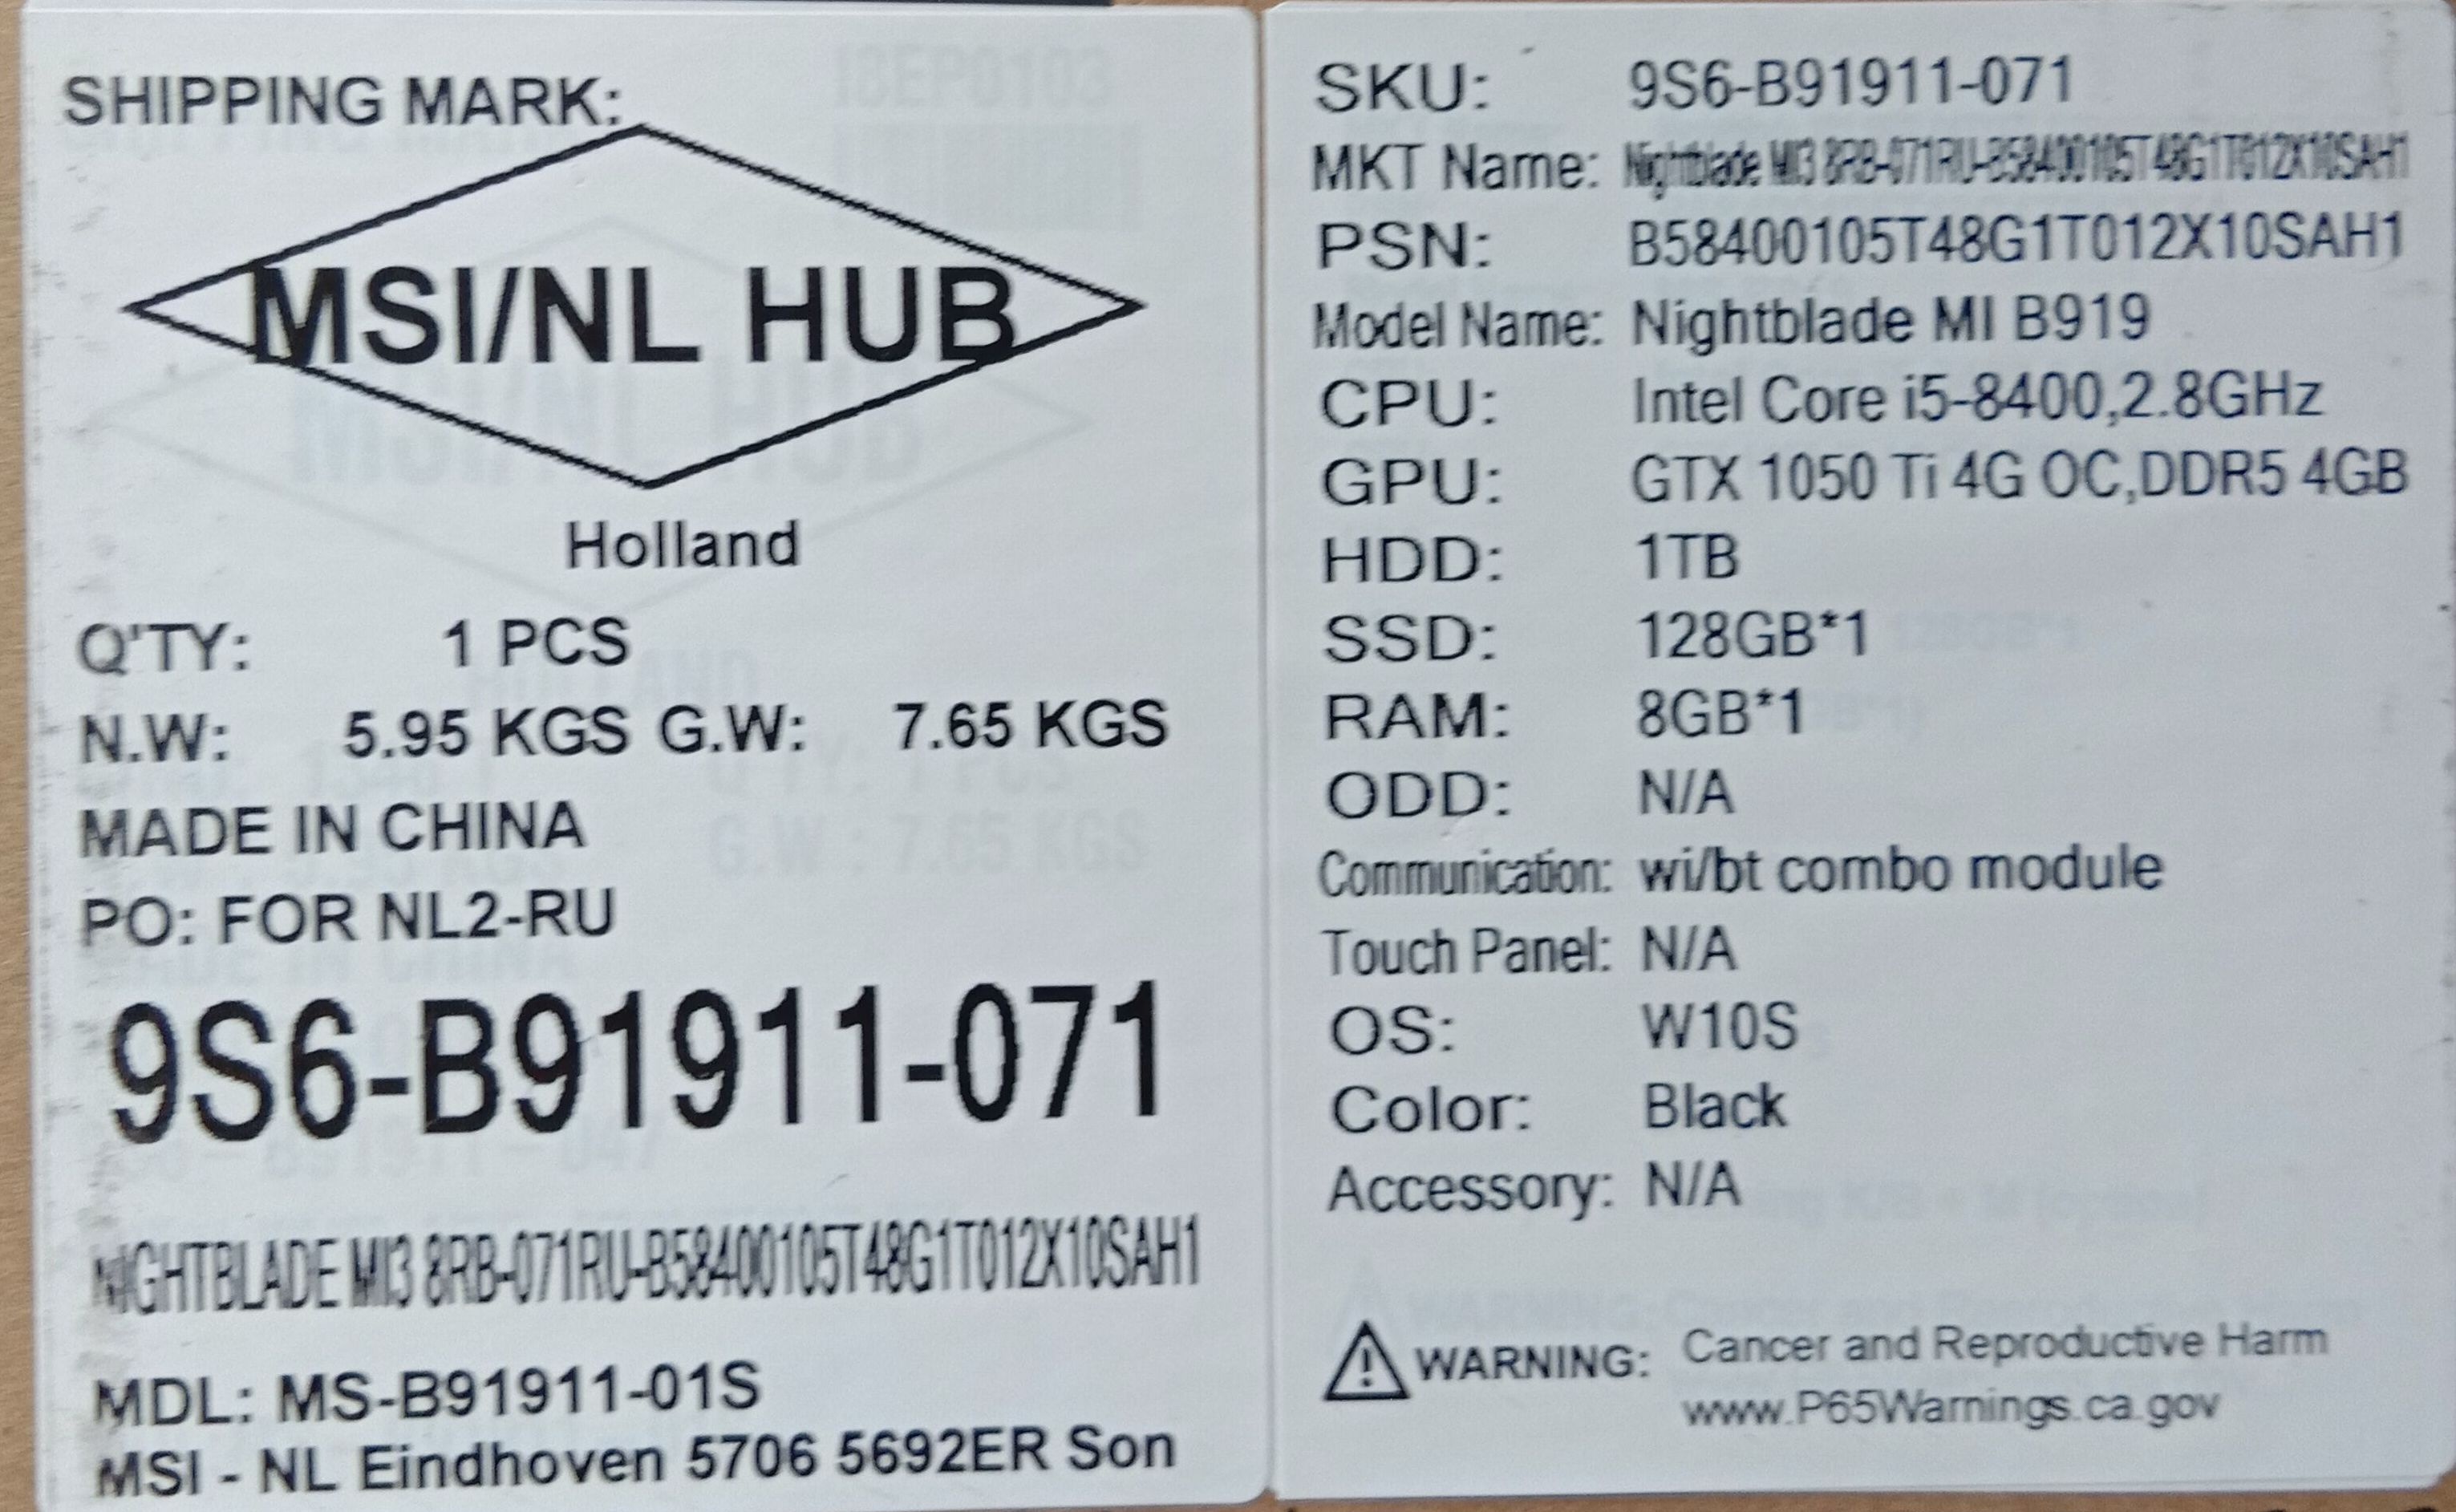 SHIPPING MARK:
MSI/NL HUB
Holland
Q'TY: 1 PCS
N.W: 5.95 KGS G.W: 7.65 KGS
MADE IN CHINA
PO: FOR NL2-RU
9S6-B91911-071
NIGHTBLADE MI3 8RB-071RU-B58400105T48G1T012X10SAH1
MDL: MS-B91911-01S
MSI - NL Eindhoven 5706 5692ER Son
SKU: 9S6-B91911-071
MKT Name: Nightblade MI3 8RB-071RU-B58400105T48G1T012X10SAH1
PSN: B58400105T48G1T012X10SAH1
Model Name: Nightblade MI B919
CPU: Intel Core i5-8400,2.8GHz
GPU: GTX 1050 Ti 4G OC,DDR5 4GB
HDD: 1TB
SSD: 128GB*1
RAM: 8GB*1
ODD: N/A
Communication: wi/bt combo module
Touch Panel: N/A
OS: W10S
Color: Black
Accessory: N/A
WARNING: Cancer and Reproductive Harm
www.P65Warnings.ca.gov